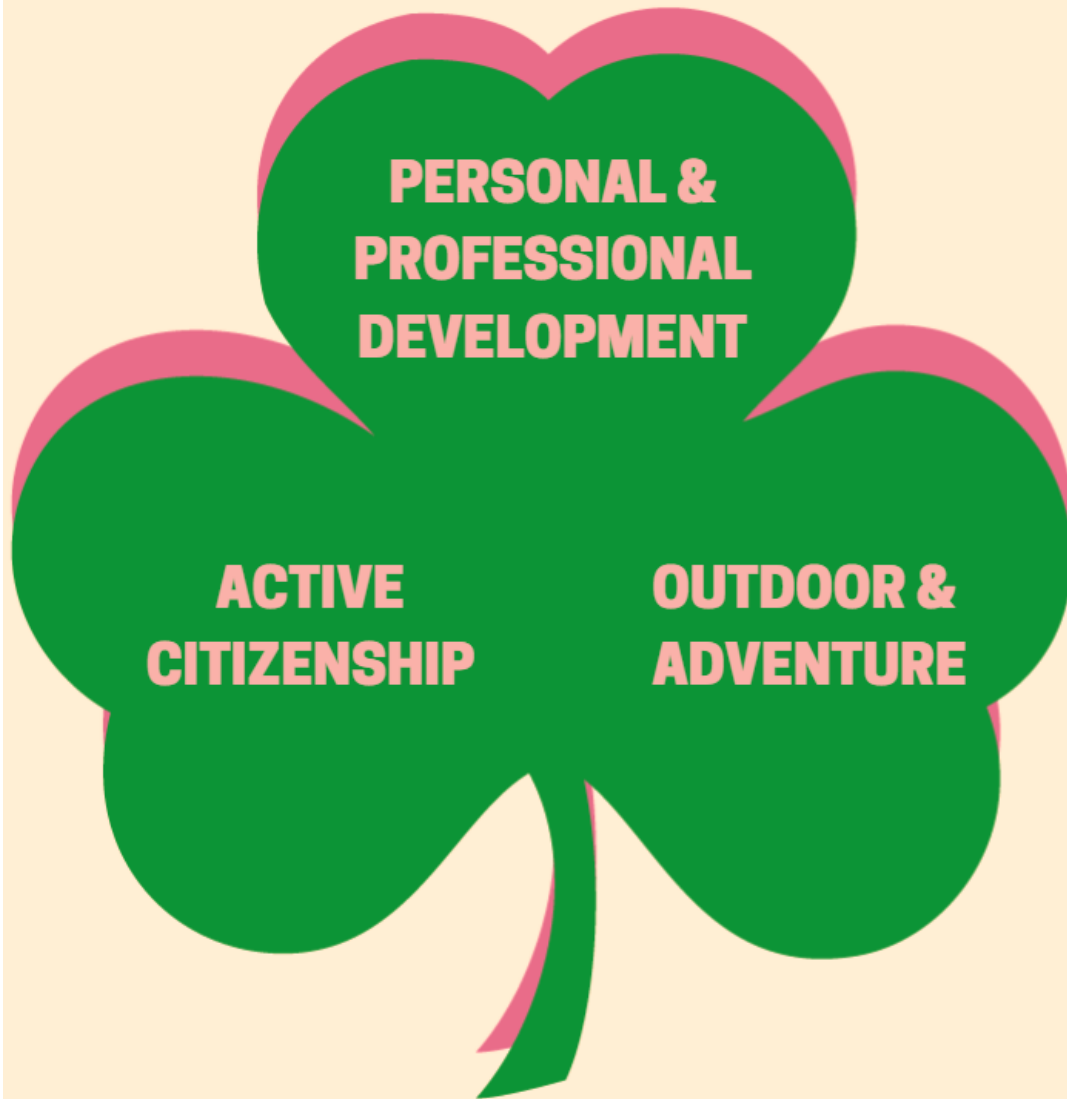 PERSONAL &
PROFESSIONAL
DEVELOPMENT
ACTIVE
CITIZENSHIP
OUTDOOR &
ADVENTURE